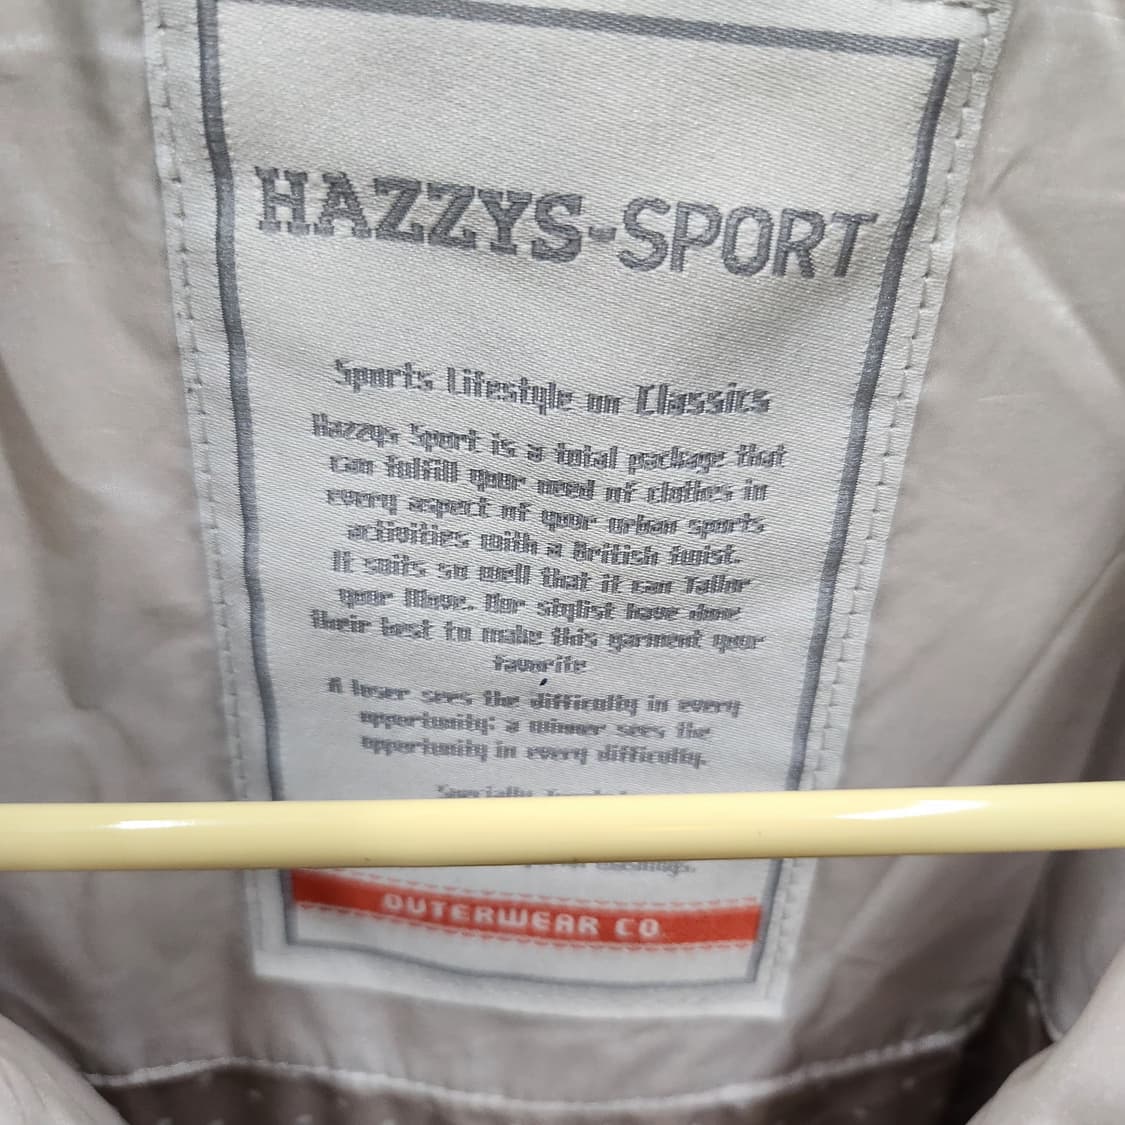 HAZZYS-SPORT
Sports Lifestyle on Classics
Hazzys Sport is a total package that
can fulfill your need of clothes in
every aspect of your urban sports
activities with a British twist.
It suits so well that it can Tailor
your Move. Our stylist have done
their best to make this garment your
favorite
A loser sees the difficulty in every
opportunity; a winner sees the
opportunity in every difficulty.
Specially
OUTERWEAR CO